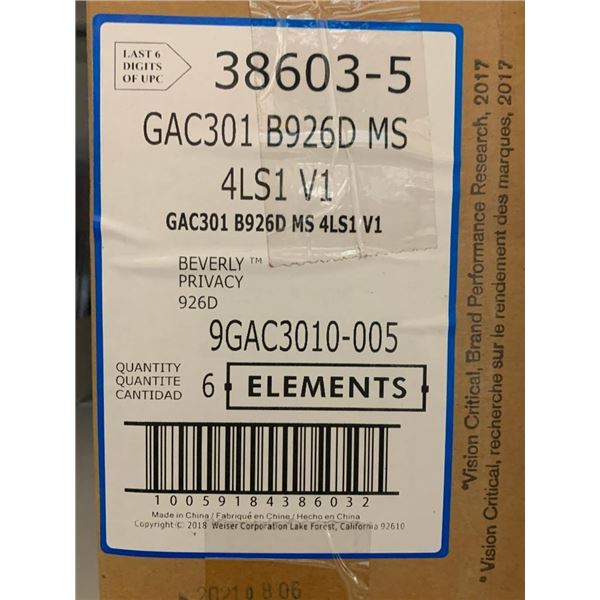 LAST 6
DIGITS
OF UPC
38603-5
GAC301 B926D MS
4LS1 V1
GAC301 B926D MS 4LS1 V1
BEVERLY™
PRIVACY
926D
9GAC3010-005
QUANTITY
QUANTITE
CANTIDAD
6
ELEMENTS
10059184386032
Made in China / Fabriqué en Chine / Hecho en China
Copyright © 2018 Weiser Corporation Lake Forest, California 92610
*Vision Critical, Brand Performance Research, 2017
*Vision Critical, recherche sur le rendement des marques, 2017